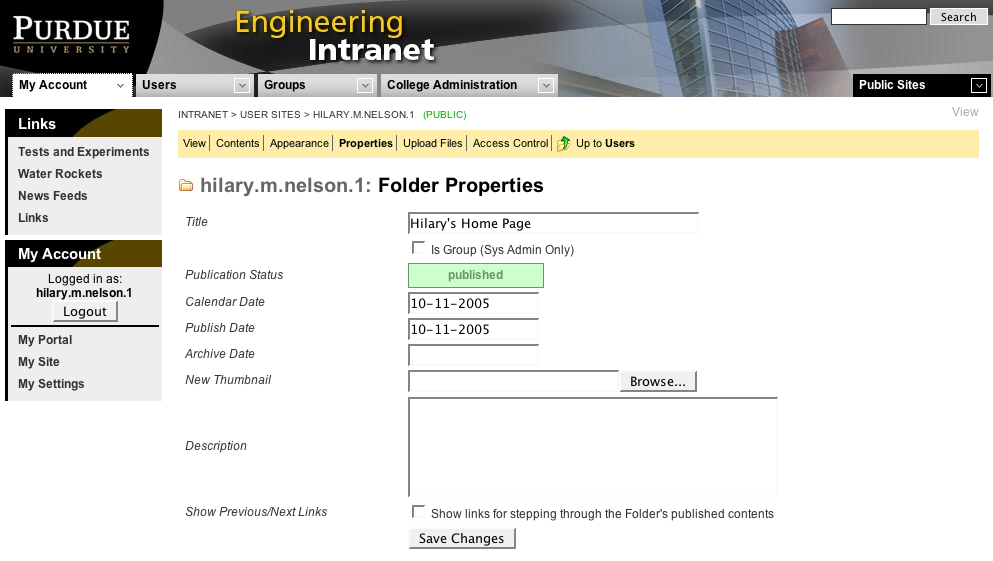 PURDUE
UNIVERSITY
Engineering
Intranet
Search
My Account
Users
Groups
College Administration
Public Sites
Links
Tests and Experiments
Water Rockets
News Feeds
Links
My Account
Logged in as:
hilary.m.nelson.1
Logout
My Portal
My Site
My Settings
INTRANET > USER SITES > HILARY.M.NELSON.1 (PUBLIC)
View
View Contents Appearance Properties Upload Files Access Control Up to Users
hilary.m.nelson.1: Folder Properties
Title Hilary's Home Page
Is Group (Sys Admin Only)
Publication Status published
Calendar Date 10-11-2005
Publish Date 10-11-2005
Archive Date
New Thumbnail Browse...
Description
Show Previous/Next Links Show links for stepping through the Folder's published contents
Save Changes